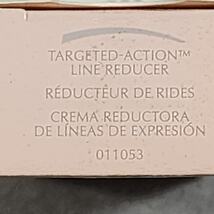 TARGETED-ACTION™
LINE REDUCER
RÉDUCTEUR DE RIDES
CREMA REDUCTORA
DE LÍNEAS DE EXPRESIÓN
011053